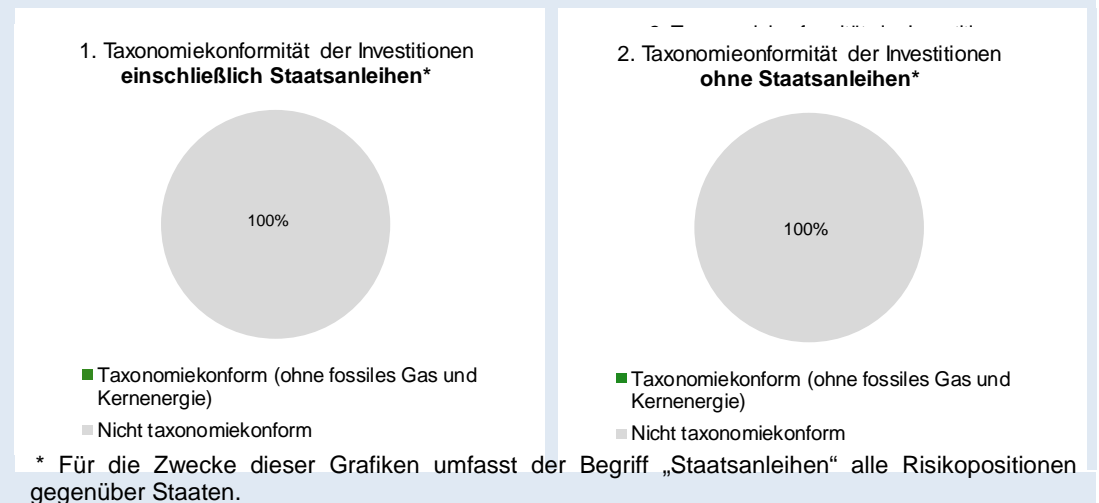 1. Taxonomiekonformität der Investitionen
einschließlich Staatsanleihen*
100%
Taxonomiekonform (ohne fossiles Gas und
Kernenergie)
Nicht taxonomiekonform
2. Taxonomieonformität der Investitionen
ohne Staatsanleihen*
100%
Taxonomiekonform (ohne fossiles Gas und
Kernenergie)
Nicht taxonomiekonform
* Für die Zwecke dieser Grafiken umfasst der Begriff „Staatsanleihen“ alle Risikopositionen
gegenüber Staaten.